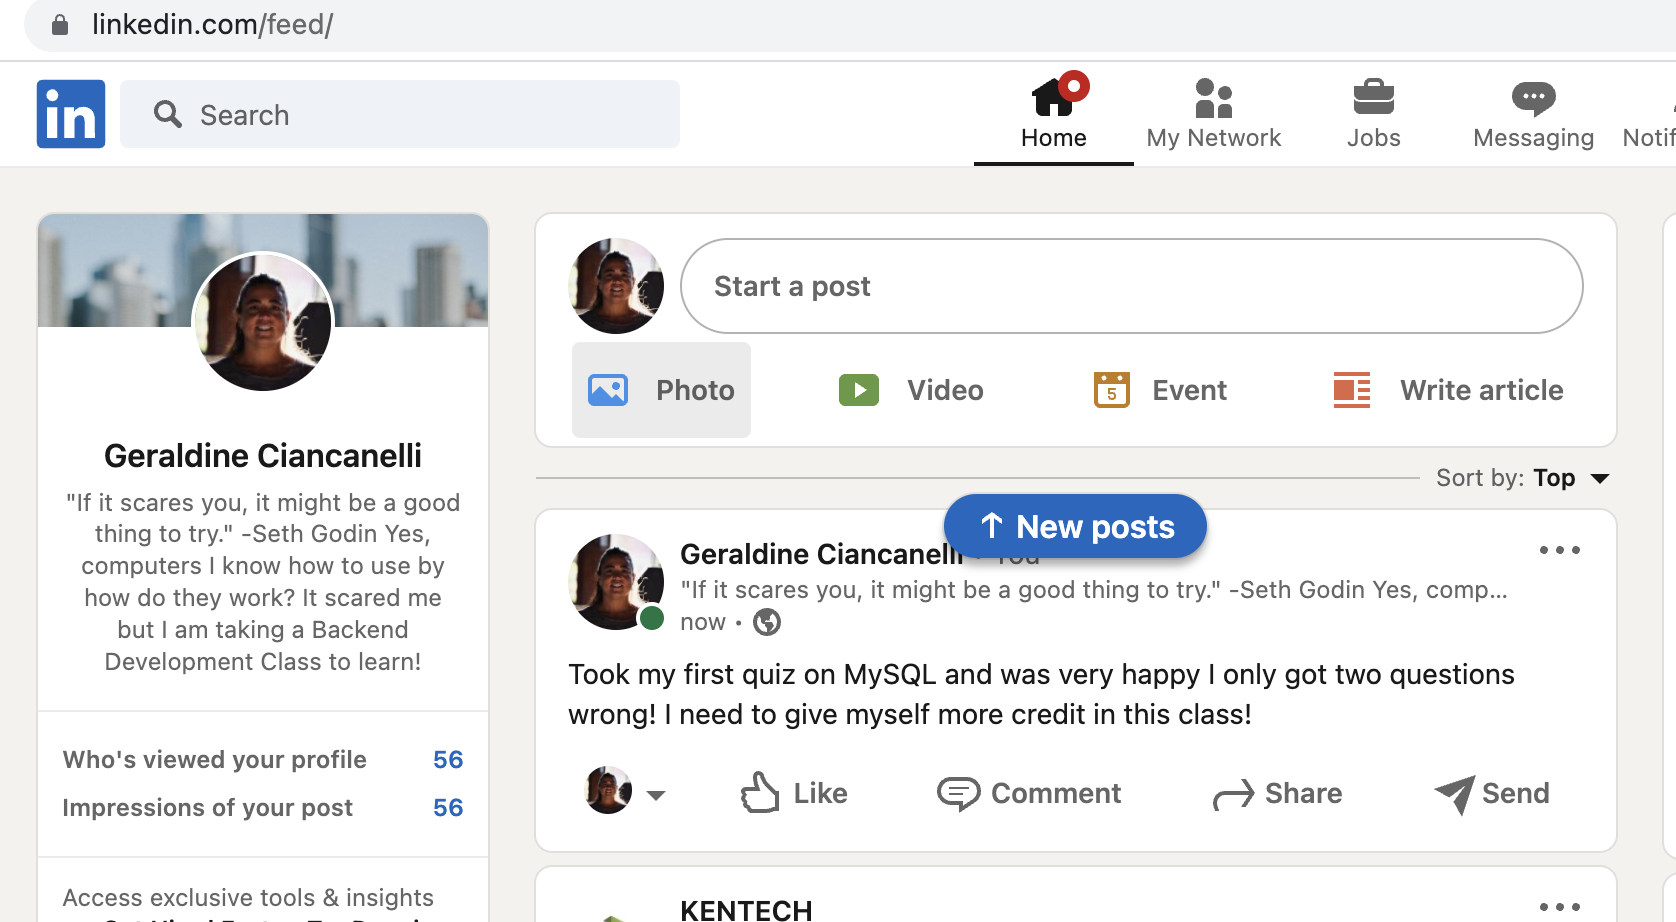 linkedin.com/feed/
in
Search
Home
My Network
Jobs
Messaging
Notif
Geraldine Ciancanelli
"If it scares you, it might be a good
thing to try." -Seth Godin Yes,
computers I know how to use by
how do they work? It scared me
but I am taking a Backend
Development Class to learn!
Who's viewed your profile 56
Impressions of your post 56
Access exclusive tools & insights
Start a post
Photo
Video
5
Event
Write article
Sort by: Top
↑ New posts
Geraldine Ciancanelli • You
"If it scares you, it might be a good thing to try." -Seth Godin Yes, comp...
now •
Took my first quiz on MySQL and was very happy I only got two questions
wrong! I need to give myself more credit in this class!
Like
Comment
Share
Send
KENTECH